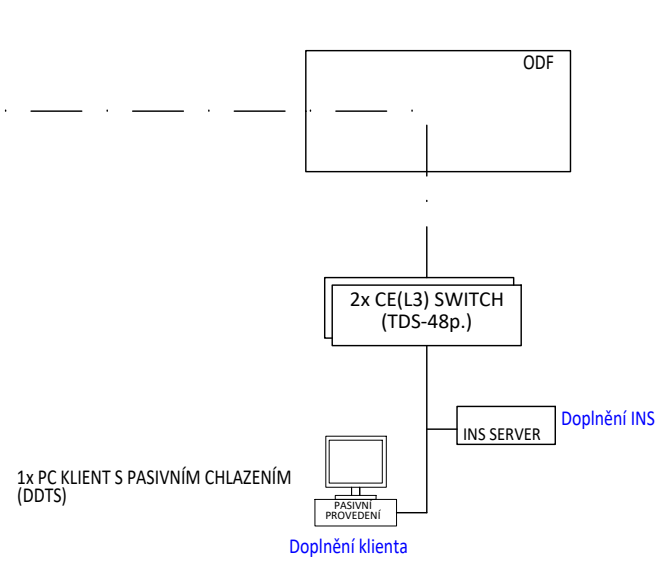 ODF
2x CE(L3) SWITCH
(TDS-48p.)
Doplnění INS
INS SERVER
1x PC KLIENT S PASIVNÍM CHLAZENÍM
(DDTS)
PASIVNÍ
PROVEDENÍ
Doplnění klienta